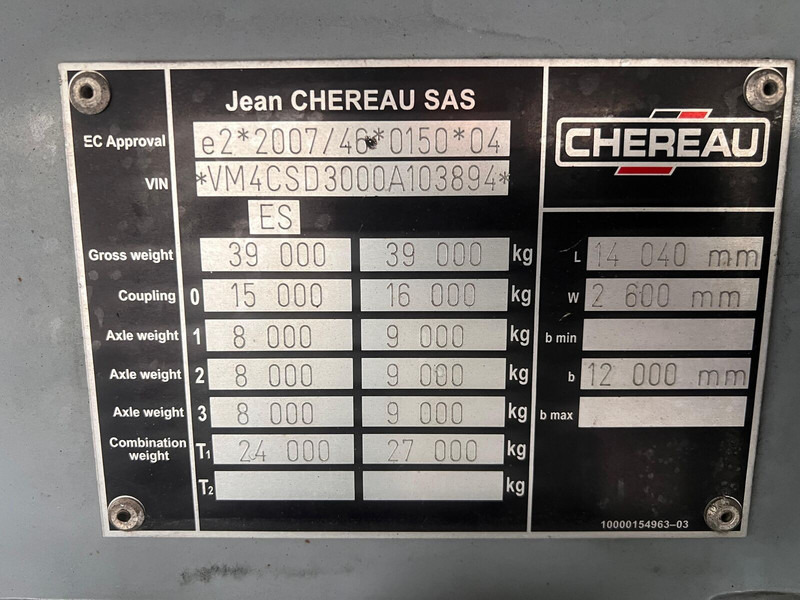 Jean CHEREAU SAS
EC Approval e2*2007/46*0150*04
VIN *VM4CSD3000A103894*
ES
Gross weight 39 000 39 000 kg
Coupling 0 15 000 16 000 kg
Axle weight 1 8 000 9 000 kg
Axle weight 2 8 000 9 000 kg
Axle weight 3 8 000 9 000 kg
Combination weight T1 24 000 27 000 kg
T2 kg
CHEREAU
L 14 040 mm
W 2 600 mm
b min
b 12 000 mm
b max
10000154963-03